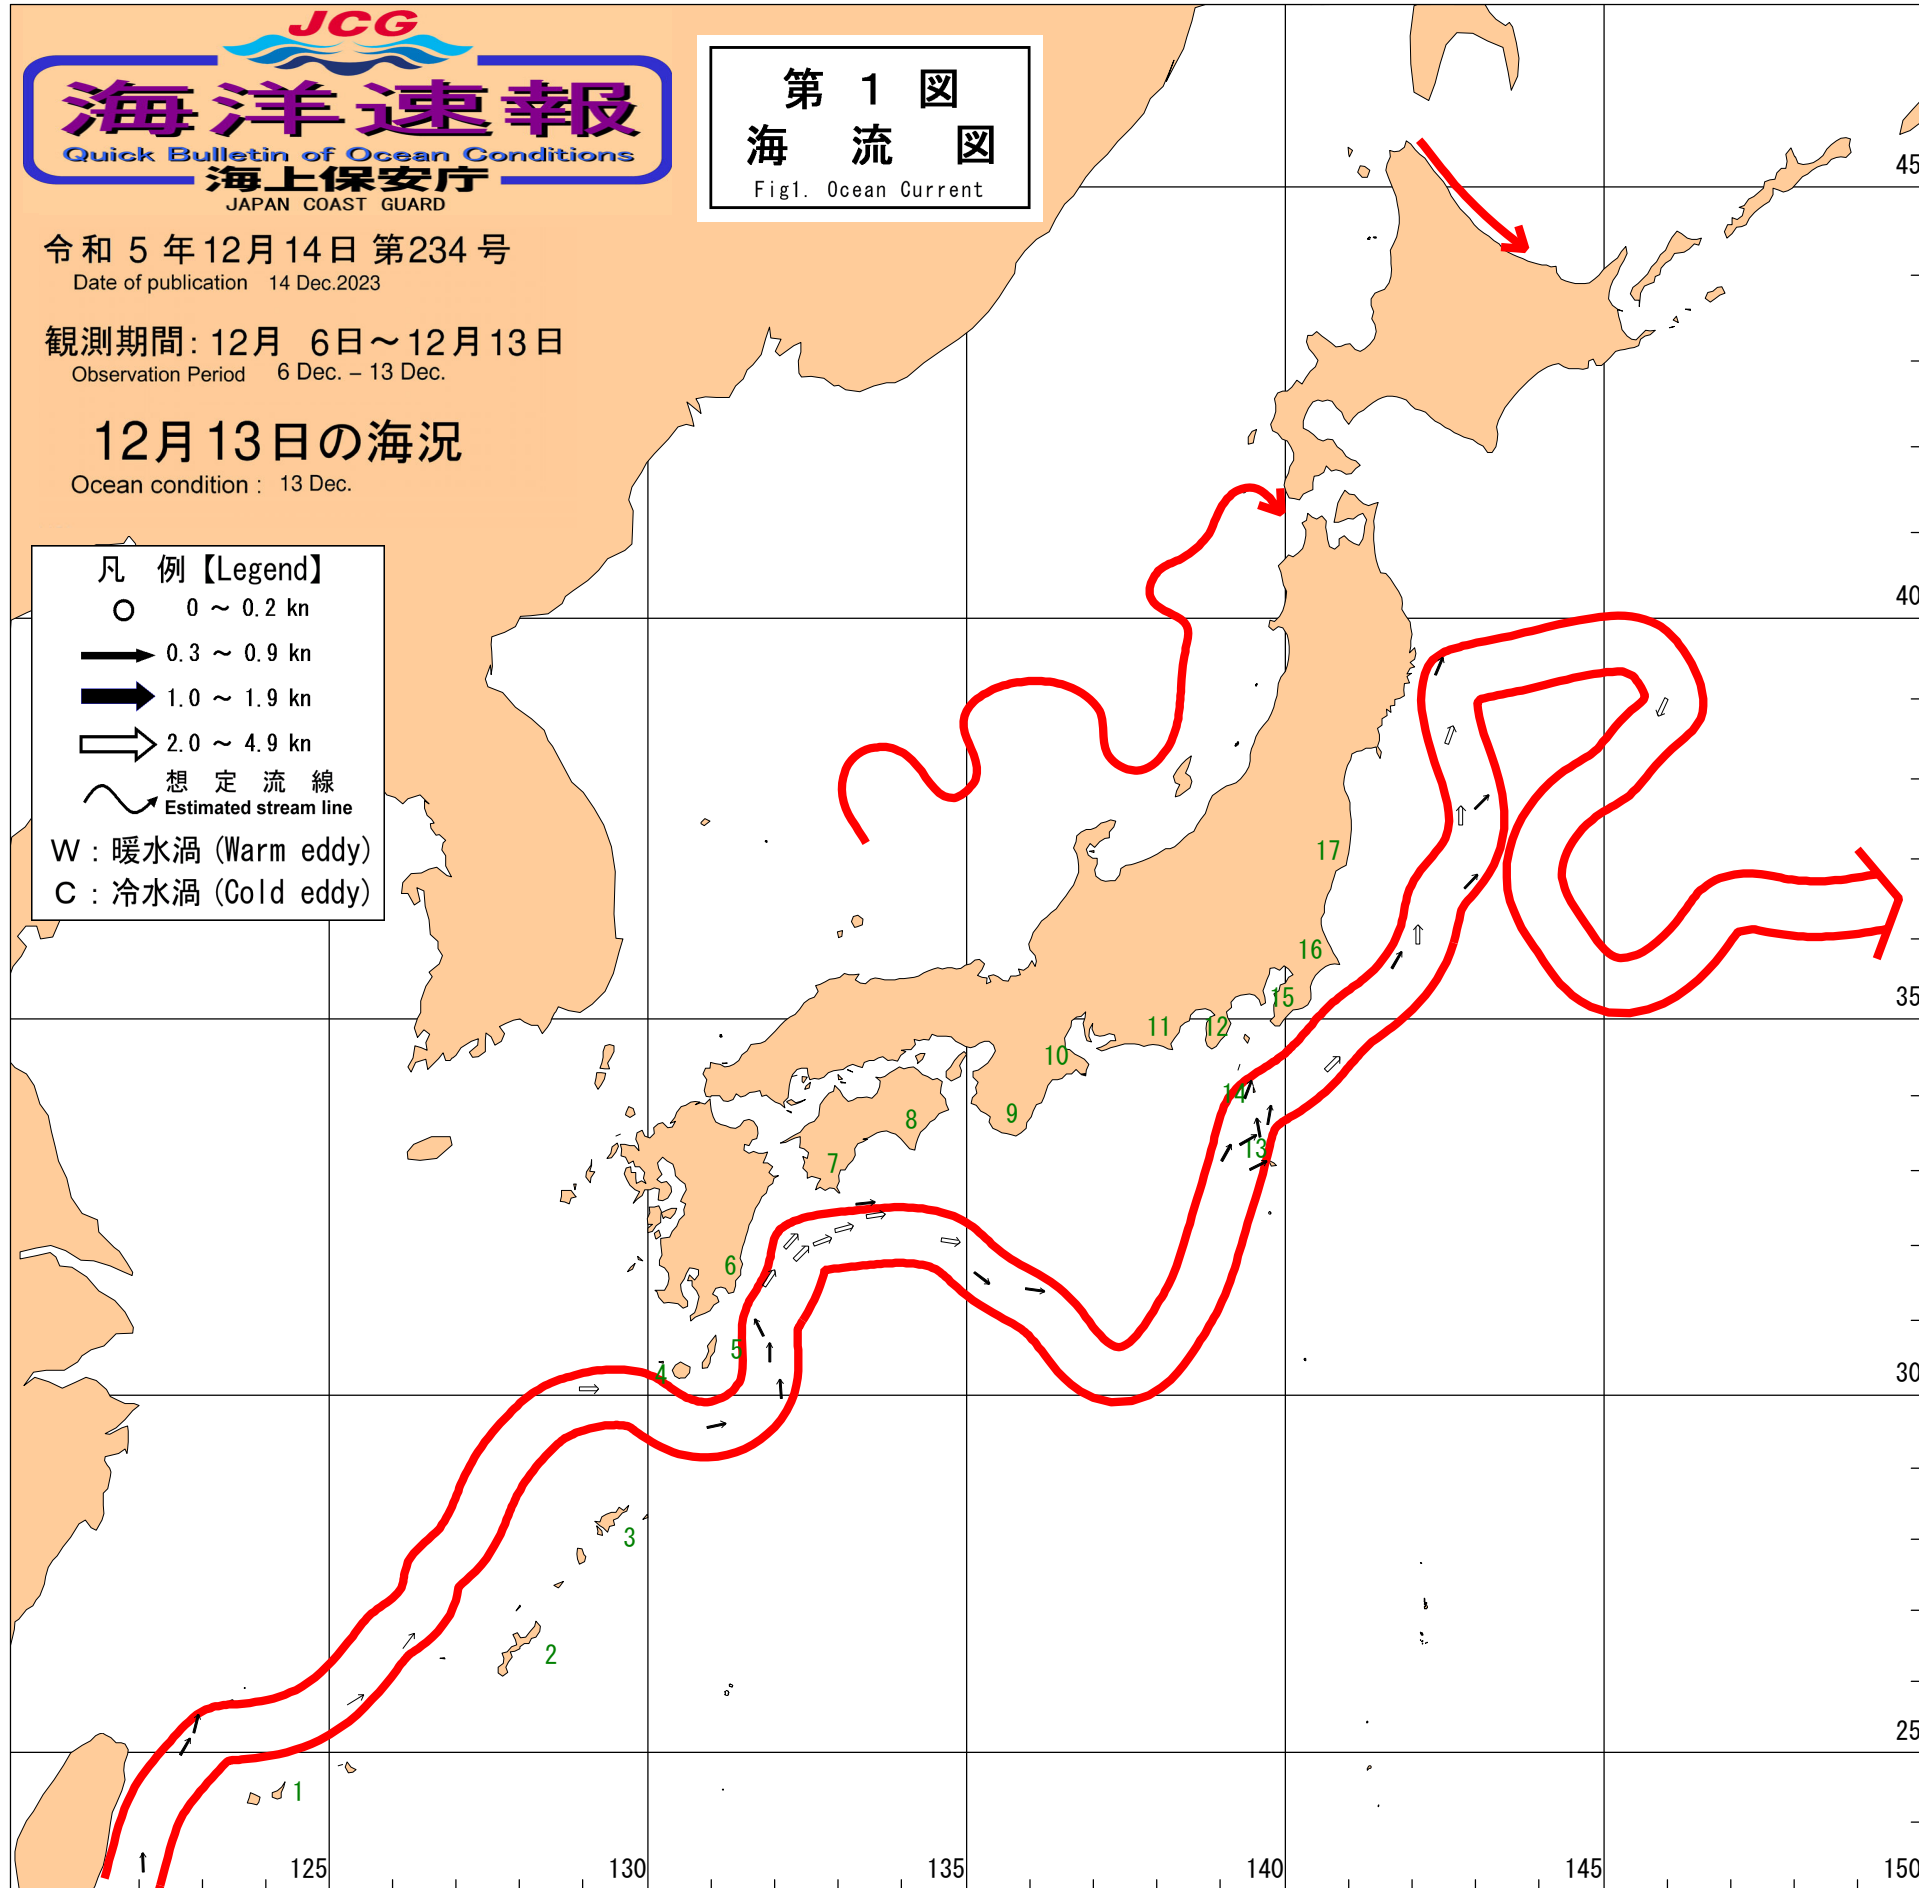 JCG
海洋速報
Quick Bulletin of Ocean Conditions
海上保安庁
JAPAN COAST GUARD
第 1 図
海 流 図
Fig1. Ocean Current
令和 5 年12月14日 第234 号
Date of publication 14 Dec.2023
観測期間: 12月 6日～12月13日
Observation Period 6 Dec. – 13 Dec.
12月13日の海況
Ocean condition : 13 Dec.
凡 例【Legend】
0 ～ 0.2 kn
0.3 ～ 0.9 kn
1.0 ～ 1.9 kn
2.0 ～ 4.9 kn
想 定 流 線
Estimated stream line
W : 暖水渦 (Warm eddy)
C : 冷水渦 (Cold eddy)
45
40
17
16
15
35
11
12
10
14
9
8
13
7
6
5
4
30
3
2
25
1
125
130
135
140
145
150